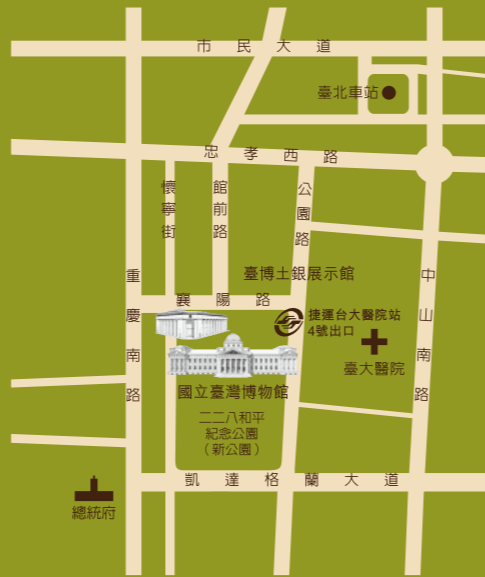 市民大道
臺北車站
忠孝西路
懷寧街
館前路
公園路
臺博土銀展示館
重慶南路
中山南路
襄陽路
捷運台大醫院站
4號出口
臺大醫院
國立臺灣博物館
二二八和平
紀念公園
（新公園）
凱達格蘭大道
總統府